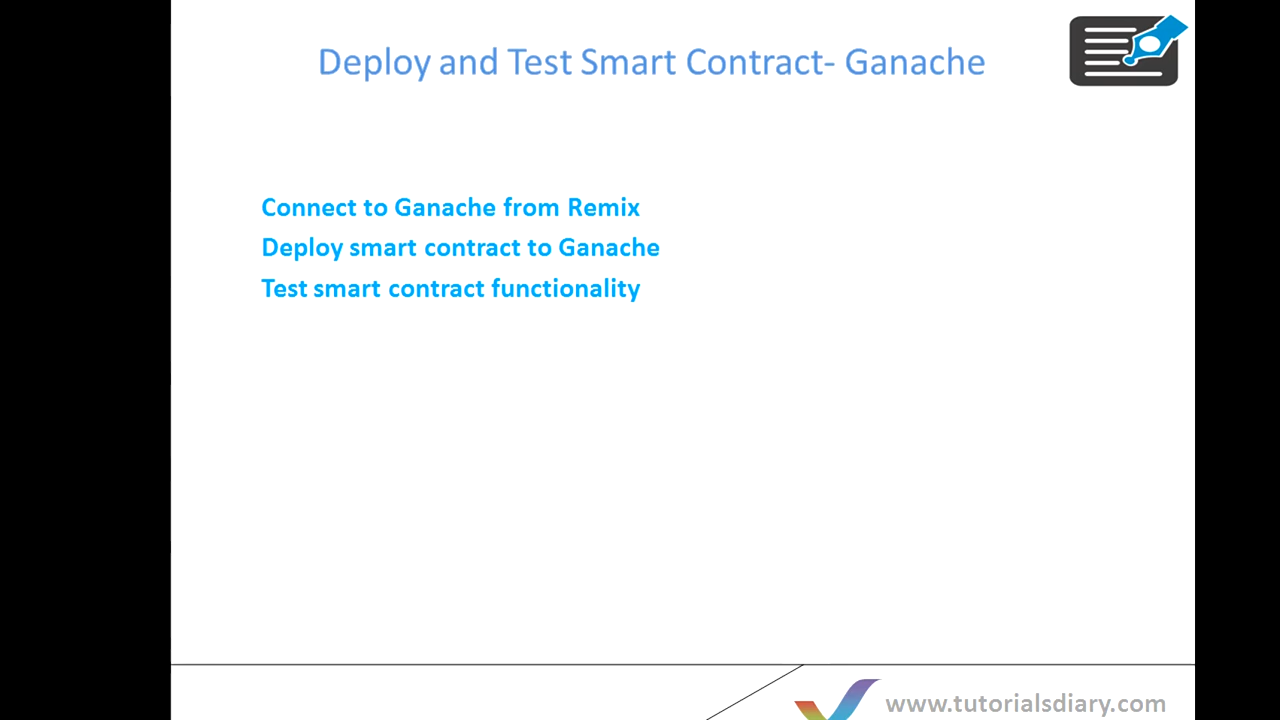 Deploy and Test Smart Contract- Ganache
Connect to Ganache from Remix
Deploy smart contract to Ganache
Test smart contract functionality
www.tutorialsdiary.com